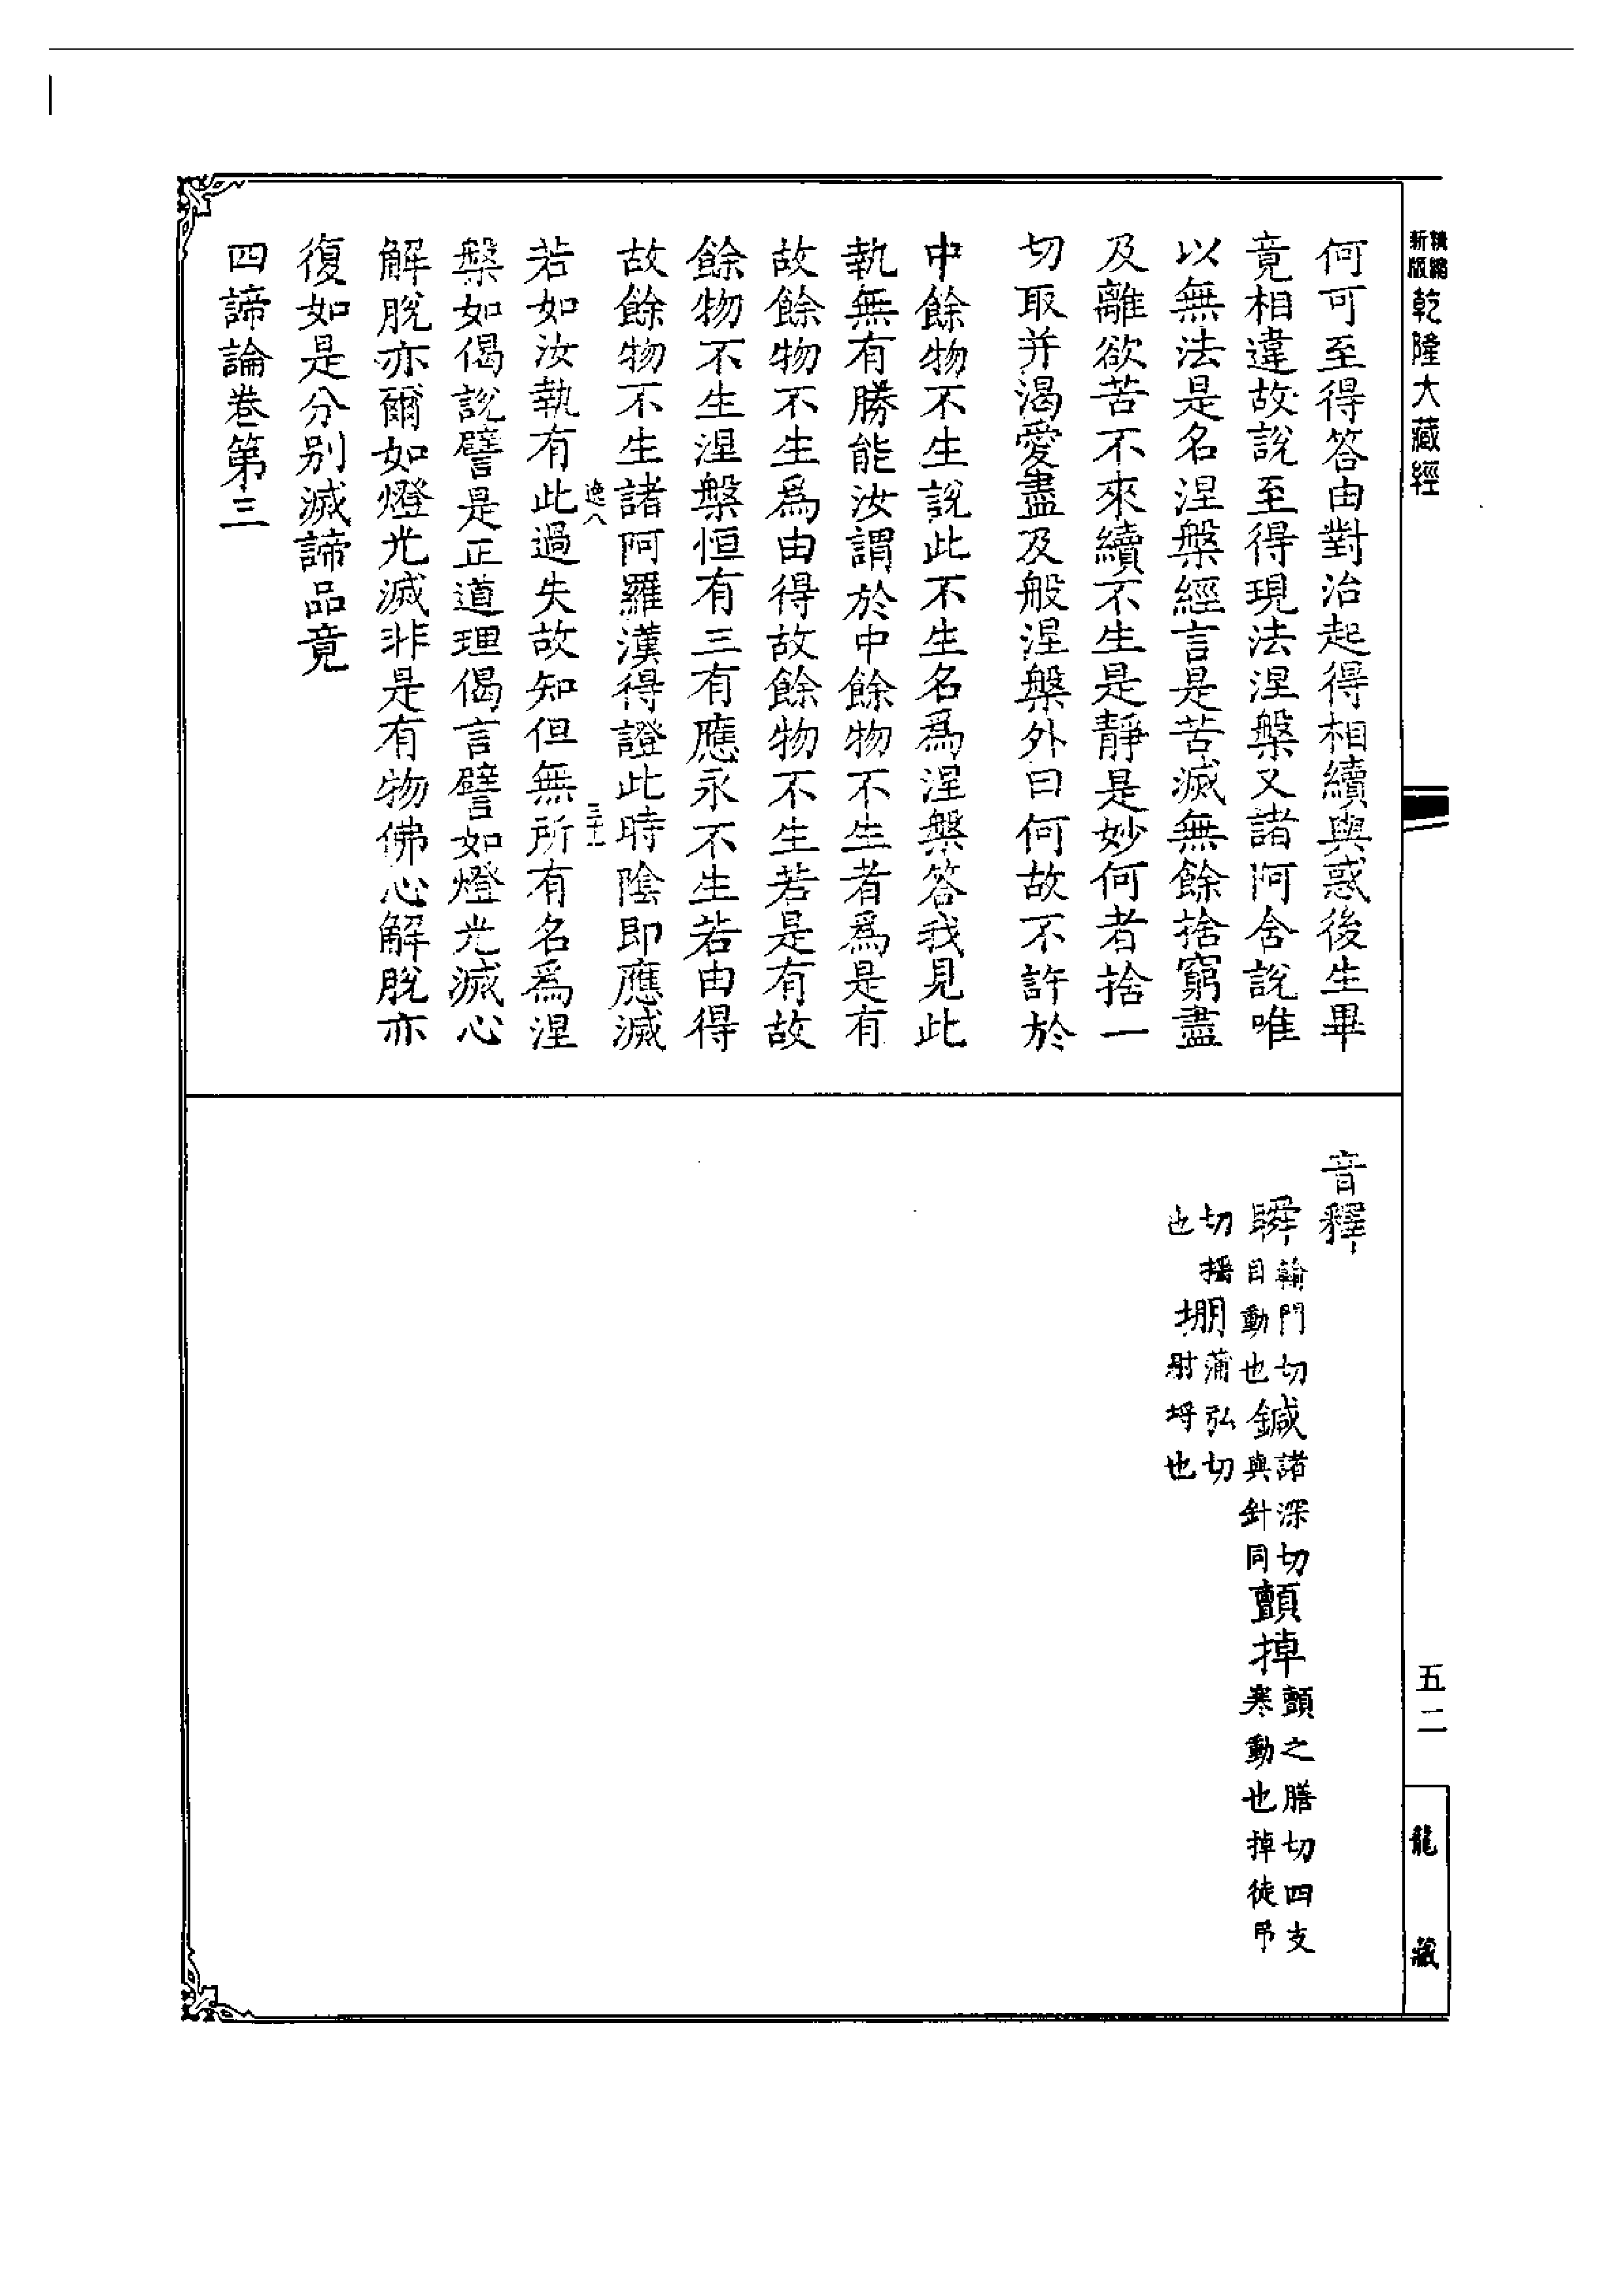 新編縮版乾隆大藏經
何可至得答由對治起得相續與惑後生畢
竟相違故說至得現法涅槃又諸阿含說唯
以無法是名涅槃經言是苦滅無餘捨窮盡
及離欲苦不來續不生是靜是妙何者捨一
切取并渴愛盡及般涅槃外曰何故不許於
中餘物不生說此不生名為涅槃答我見此
執無有勝能汝謂於中餘物不生者為是有
故餘物不生為由得故餘物不生若是有故
餘物不生涅槃恒有三有應永不生若由得
故餘物不生諸阿羅漢得證此時陰即應滅
逸八
三十一
若如汝執有此過失故知但無所有名為涅
槃如偈說譬是正道理偈言譬如燈光滅心
解脫亦爾如燈光滅非是有物佛心解脫亦
復如是分別滅諦品竟
四諦論卷第三
音釋
瞬輸閏切目動也鍼諸深切與針同顫掉顫之膳切四支寒動也掉徒弔
切搖也堋蒲弘切射埒也
五二
龍藏